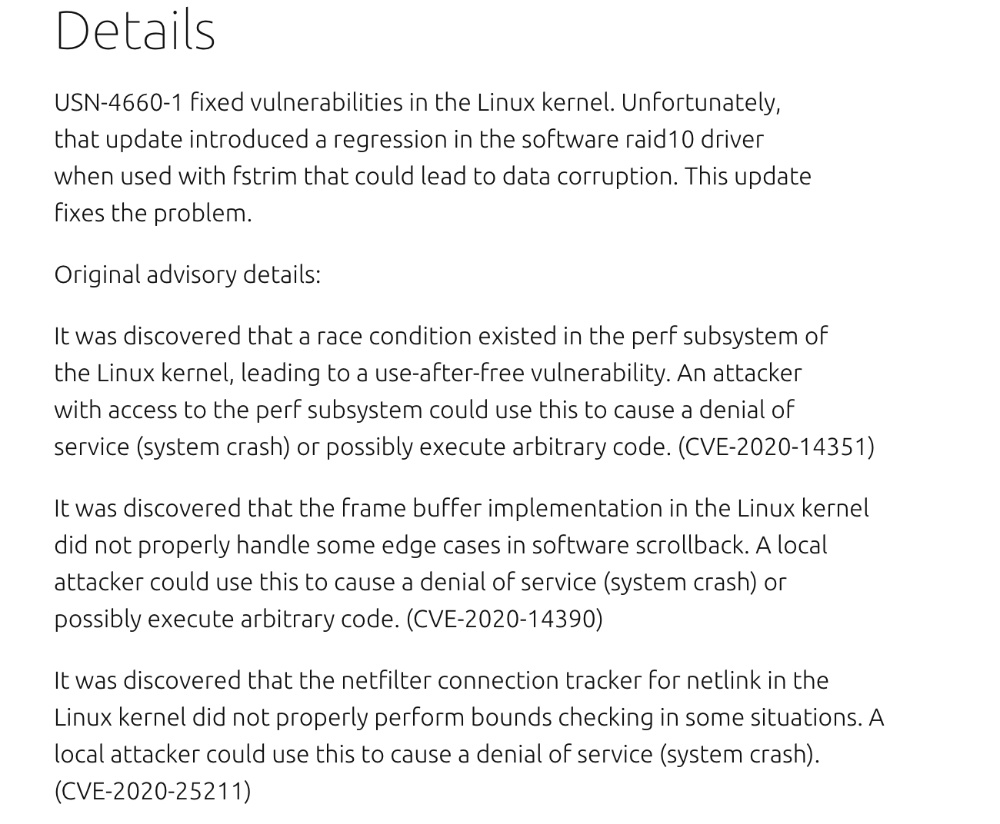 Details
USN-4660-1 fixed vulnerabilities in the Linux kernel. Unfortunately,
that update introduced a regression in the software raid10 driver
when used with fstrim that could lead to data corruption. This update
fixes the problem.
Original advisory details:
It was discovered that a race condition existed in the perf subsystem of
the Linux kernel, leading to a use-after-free vulnerability. An attacker
with access to the perf subsystem could use this to cause a denial of
service (system crash) or possibly execute arbitrary code. (CVE-2020-14351)
It was discovered that the frame buffer implementation in the Linux kernel
did not properly handle some edge cases in software scrollback. A local
attacker could use this to cause a denial of service (system crash) or
possibly execute arbitrary code. (CVE-2020-14390)
It was discovered that the netfilter connection tracker for netlink in the
Linux kernel did not properly perform bounds checking in some situations. A
local attacker could use this to cause a denial of service (system crash).
(CVE-2020-25211)